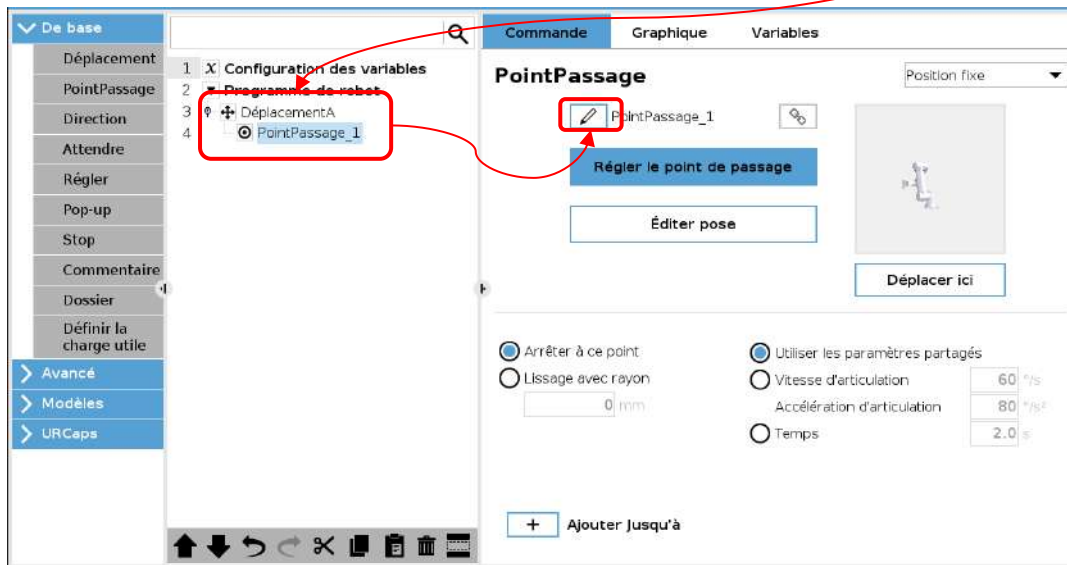 De base
Déplacement
PointPassage
Direction
Attendre
Régler
Pop-up
Stop
Commentaire
Dossier
Définir la
charge utile
Avancé
Modèles
URCaps
1 X Configuration des variables
2 Programme de robot
3 DéplacementA
4 PointPassage_1
Commande Graphique Variables
PointPassage
Position fixe
PointPassage_1
Régler le point de passage
Éditer pose
Déplacer ici
Arrêter à ce point
Lissage avec rayon
0 mm
Utiliser les paramètres partagés
Vitesse d'articulation 60 °/s
Accélération d'articulation 80 °/s²
Temps 2.0 s
+ Ajouter Jusqu'à